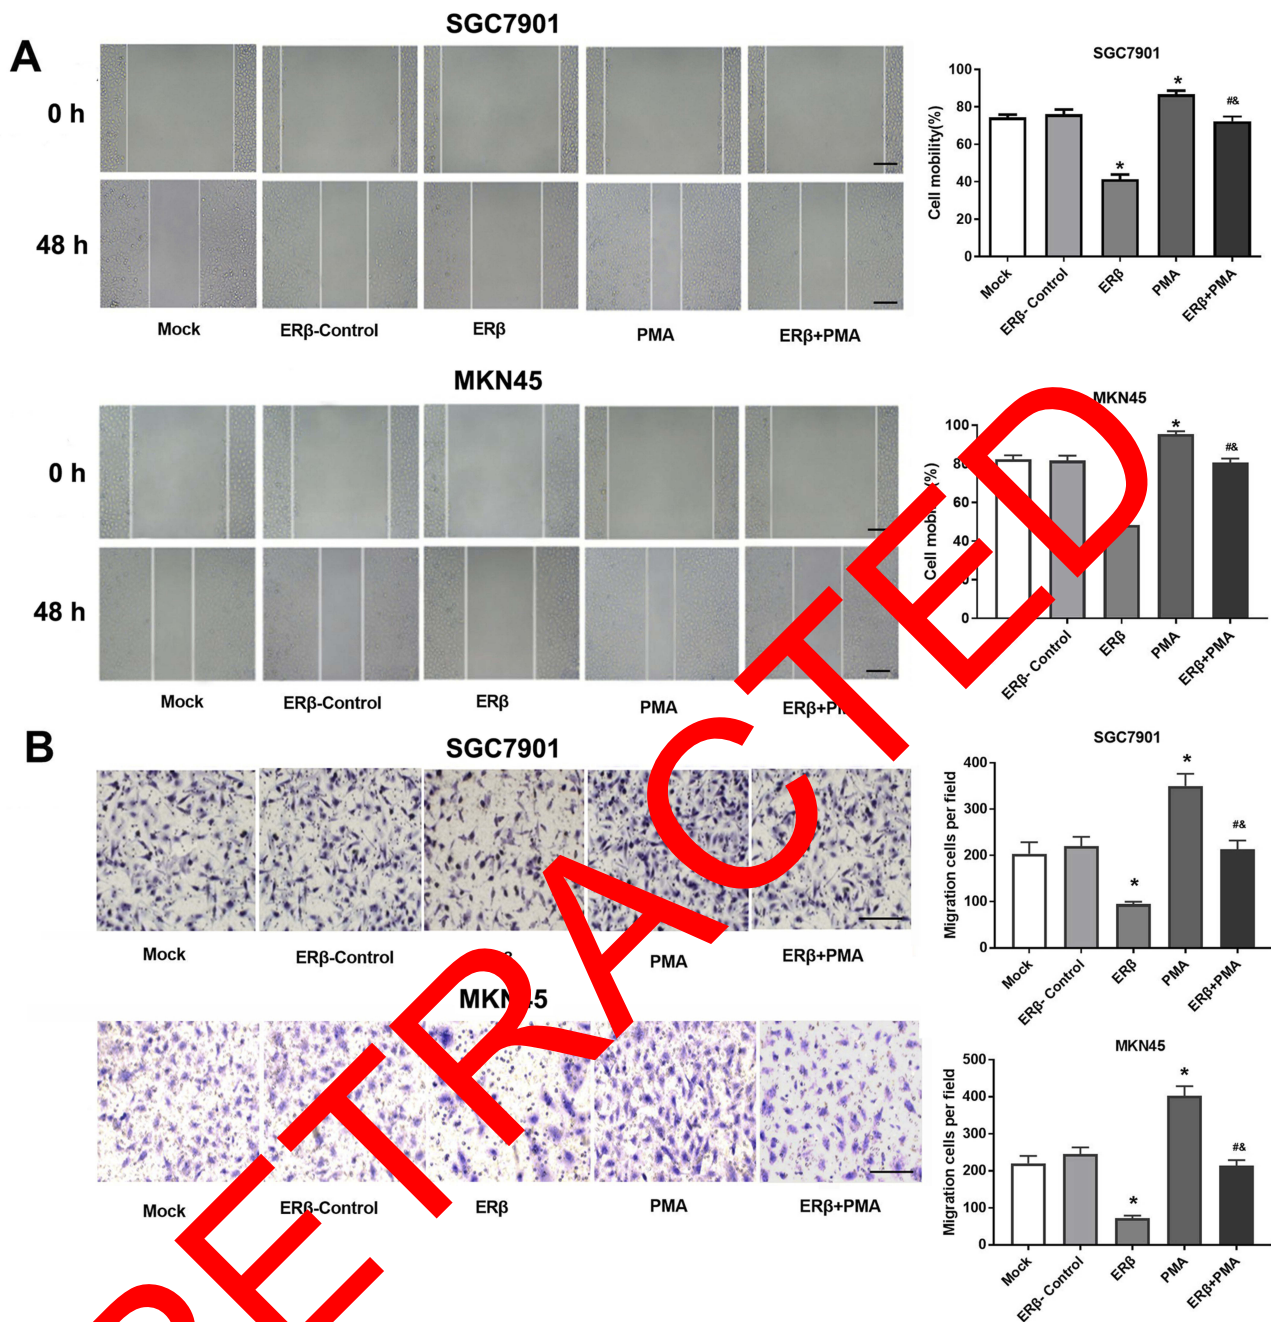 A
SGC7901
0 h
48 h
Mock ERβ-Control ERβ PMA ERβ+PMA
SGC7901
Cell mobility(%)
100
80
60
40
20
0
*
*
#&
Mock
ERβ- Control
ERβ
PMA
ERβ+PMA
MKN45
0 h
48 h
Mock ERβ-Control ERβ PMA
MKN45
100
60
40
0
*
#&
ERβ- Control
ERβ
PMA
ERβ+PMA
B
SGC7901
Mock ERβ-Control PMA ERβ+PMA
SGC7901
Migration cells per field
400
300
200
100
0
*
*
#&
Mock
ERβ- Control
ERβ
PMA
ERβ+PMA
MKN45
Mock ERβ-Control ERβ PMA ERβ+PMA
MKN45
Migration cells per field
500
400
300
200
100
0
*
*
#&
Mock
ERβ- Control
ERβ
PMA
ERβ+PMA
RETRACTED